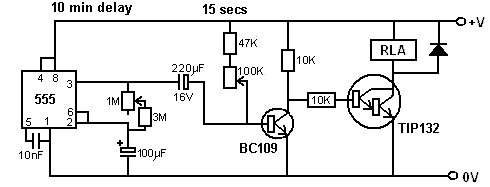 10 min delay
15 secs
+V
4 8
3
555
6
2
5 1
10nF
1M
3M
+
100µF
220µF
16V
47K
100K
10K
BC109
10K
RLA
TIP132
0V